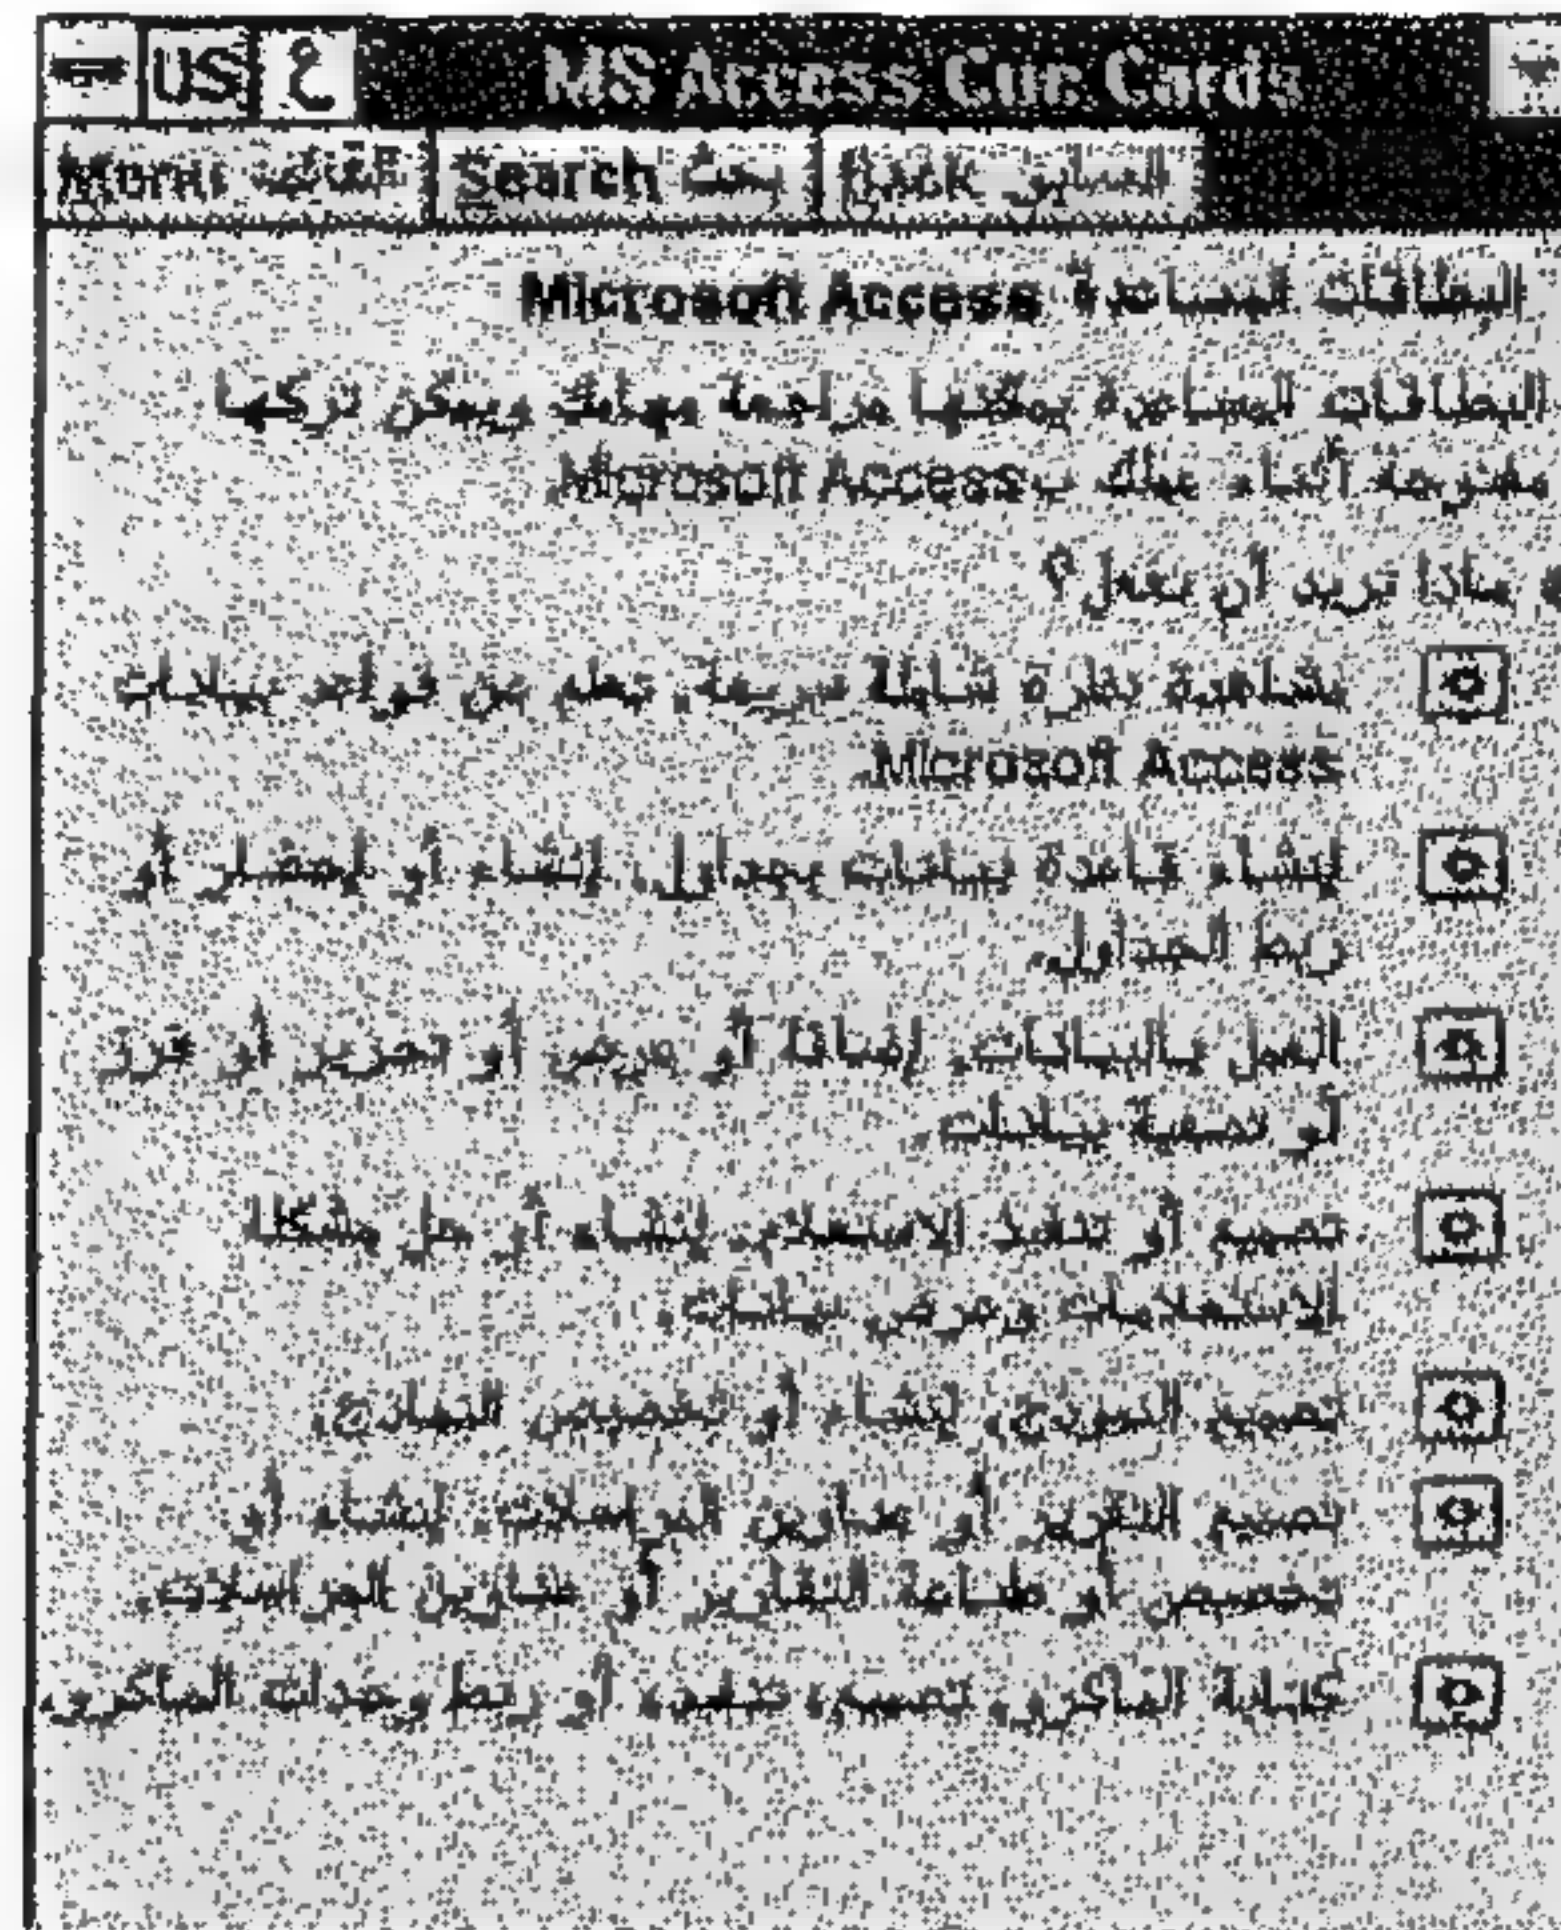 US ع MS Access Cue Cards
Menu القائمة Search بحث Back السابق
البطاقات المساعدة Microsoft Access
البطاقات المساعدة يمكنها مراجعة مهامك ويمكن تركها
مفتوحة أثناء عملك بـ Microsoft Access.
ماذا تريد أن تفعل؟
مشاهدة نظرة شاملة سريعة. تعلم عن قواعد بيانات
Microsoft Access.
إنشاء قاعدة بيانات بجداول. إنشاء أو إحضار أو
ربط الجداول.
العمل بالبيانات. إضافة أو عرض أو تحرير أو فرز
أو تصفية بيانات.
تصميم أو تنفيذ الاستعلام. إنشاء أو حل مشكلة
الاستعلامات وعرض بيانات.
تصميم النموذج. إنشاء أو تخصيص النماذج.
تصميم التقرير أو عناوين المراسلات. إنشاء أو
تخصيص أو طباعة التقارير أو عناوين المراسلات.
كتابة الماكرو. تصميم، تنفيذ، أو ربط وحدات الماكرو.